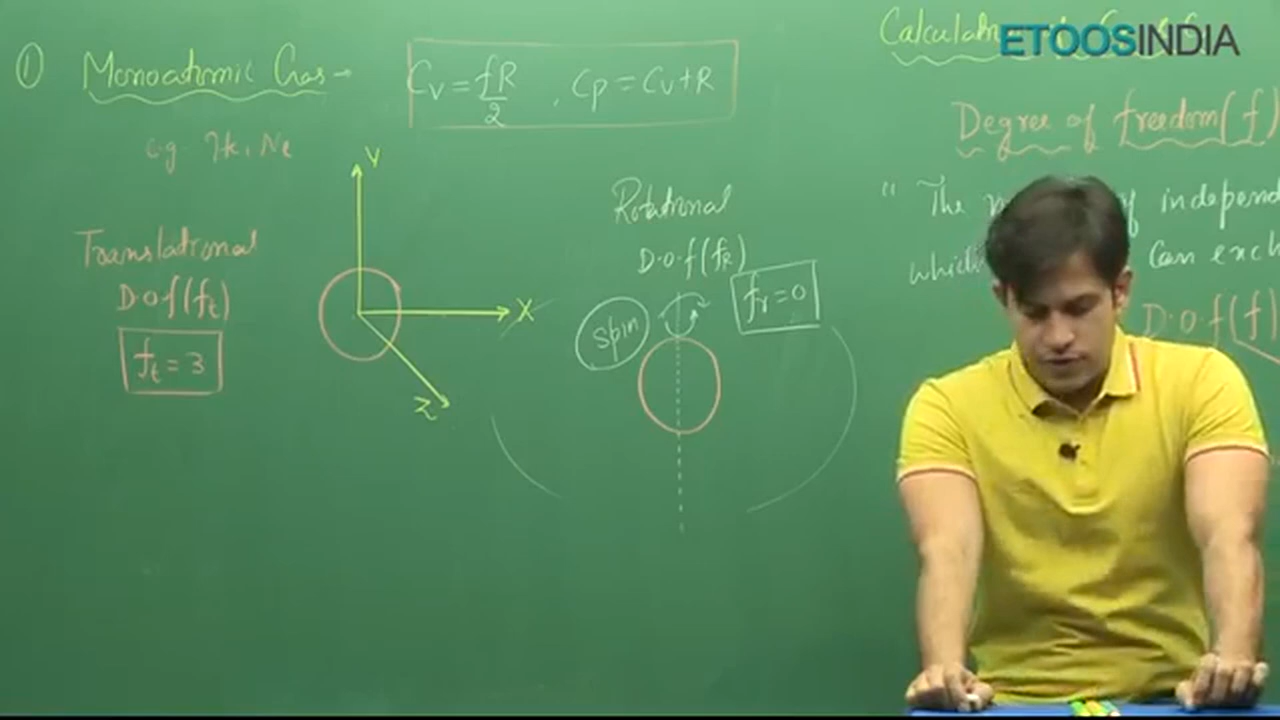 ① Monoatomic Gas →
e.g. He, Ne
Cv = fR/2 , Cp = Cv + R
Translational
D.o.f (ft)
ft = 3
Y
X
Z
Rotational
D.o.f (fR)
fr = 0
spin
ETOOSINDIA
Degree of freedom (f)
" The of independ
which can exch
D.o.f (f)